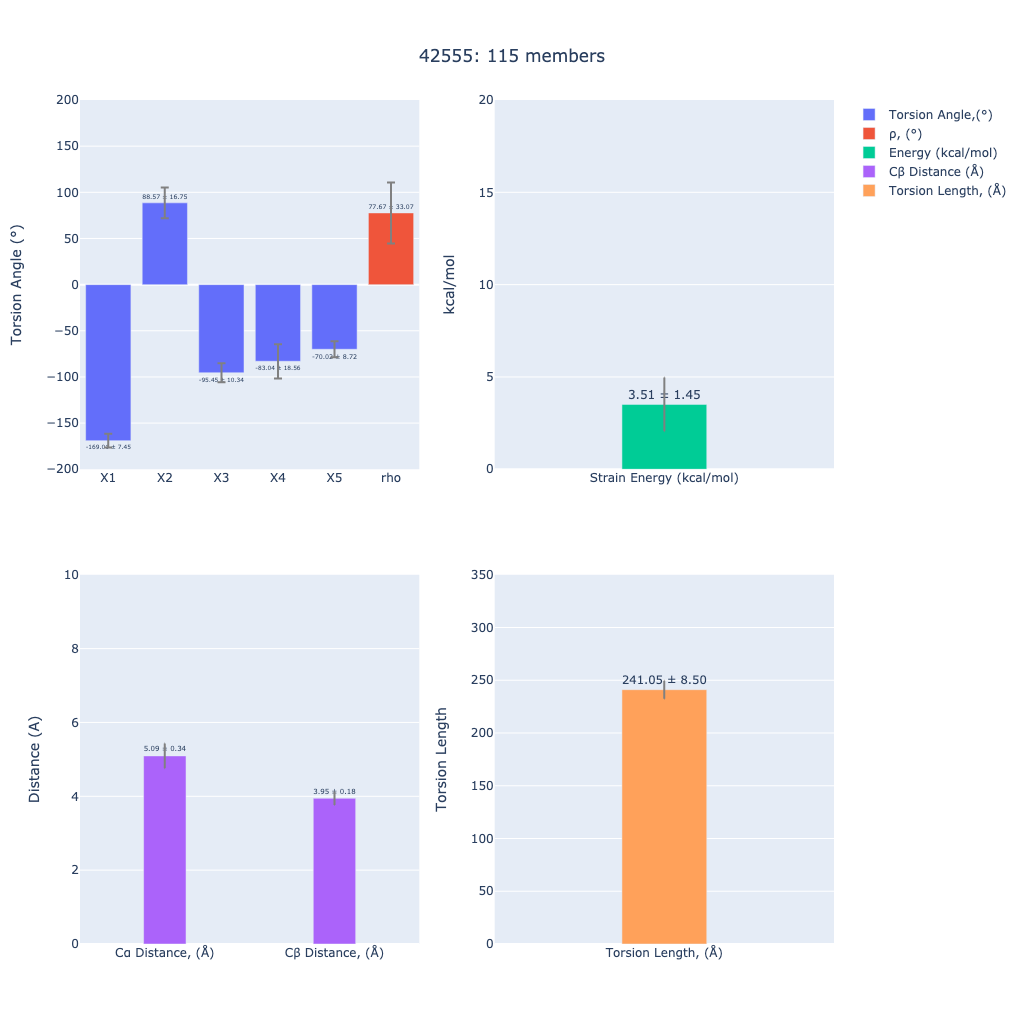 42555: 115 members
Torsion Angle (°)
200
150
100
50
0
−50
−100
−150
−200
88.57 ± 16.75
77.67 ± 33.07
-95.45 ± 10.34
-83.04 ± 18.56
± 8.72
± 7.45
X1 X2 X3 X4 X5 rho
kcal/mol
20
15
10
5
0
3.51 ± 1.45
Strain Energy (kcal/mol)
Torsion Angle,(°)
ρ, (°)
Energy (kcal/mol)
Cβ Distance (Å)
Torsion Length, (Å)
Distance (A)
10
8
6
4
2
0
5.09 ± 0.34
3.95 ± 0.18
Cα Distance, (Å) Cβ Distance, (Å)
Torsion Length
350
300
250
200
150
100
50
0
241.05 ± 8.50
Torsion Length, (Å)